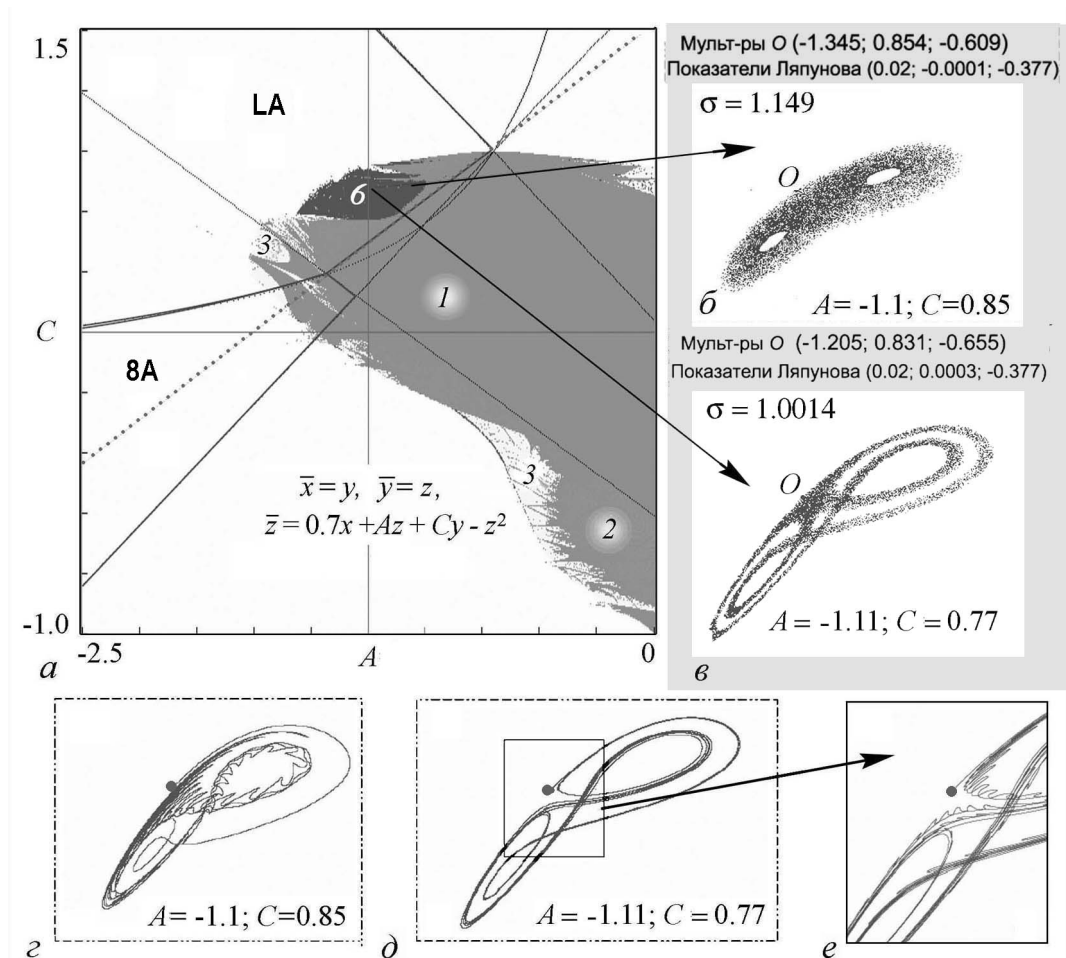 1.5
LA
6
3
1
C
8A
3
2
x̅ = y, y̅ = z,
z̅ = 0.7x + Az + Cy - z²
-1.0
-2.5
A
0
а
Мульт-ры O (-1.345; 0.854; -0.609)
Показатели Ляпунова (0.02; -0.0001; -0.377)
σ = 1.149
O
б
A = -1.1; C=0.85
Мульт-ры O (-1.205; 0.831; -0.655)
Показатели Ляпунова (0.02; 0.0003; -0.377)
σ = 1.0014
O
A = -1.11; C = 0.77
в
A = -1.1; C=0.85
г
A = -1.11; C = 0.77
д
е